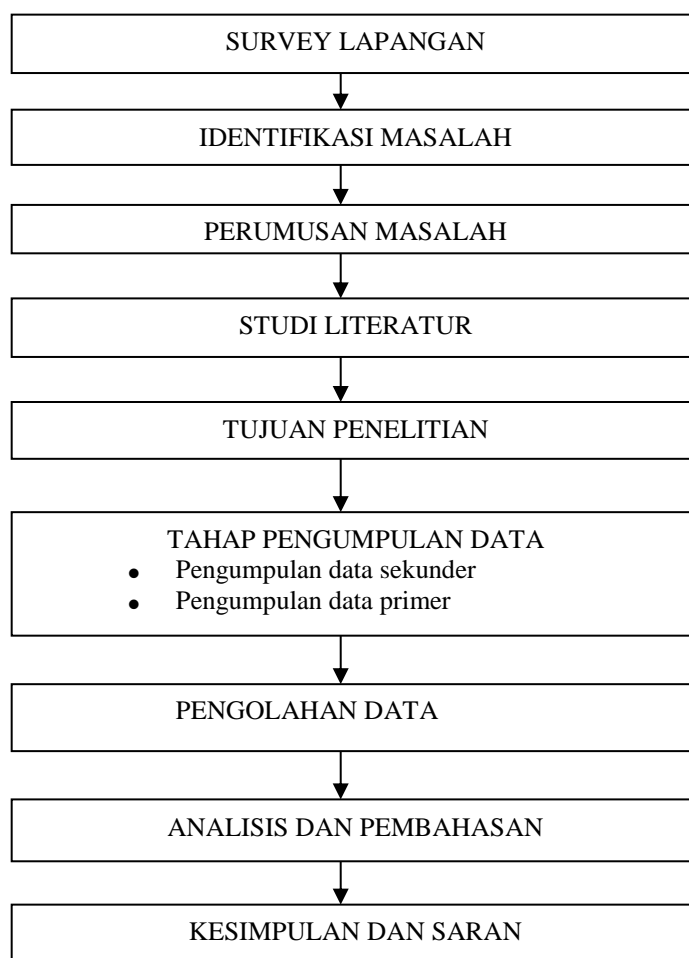 SURVEY LAPANGAN
IDENTIFIKASI MASALAH
PERUMUSAN MASALAH
STUDI LITERATUR
TUJUAN PENELITIAN
TAHAP PENGUMPULAN DATA
● Pengumpulan data sekunder
● Pengumpulan data primer
PENGOLAHAN DATA
ANALISIS DAN PEMBAHASAN
KESIMPULAN DAN SARAN